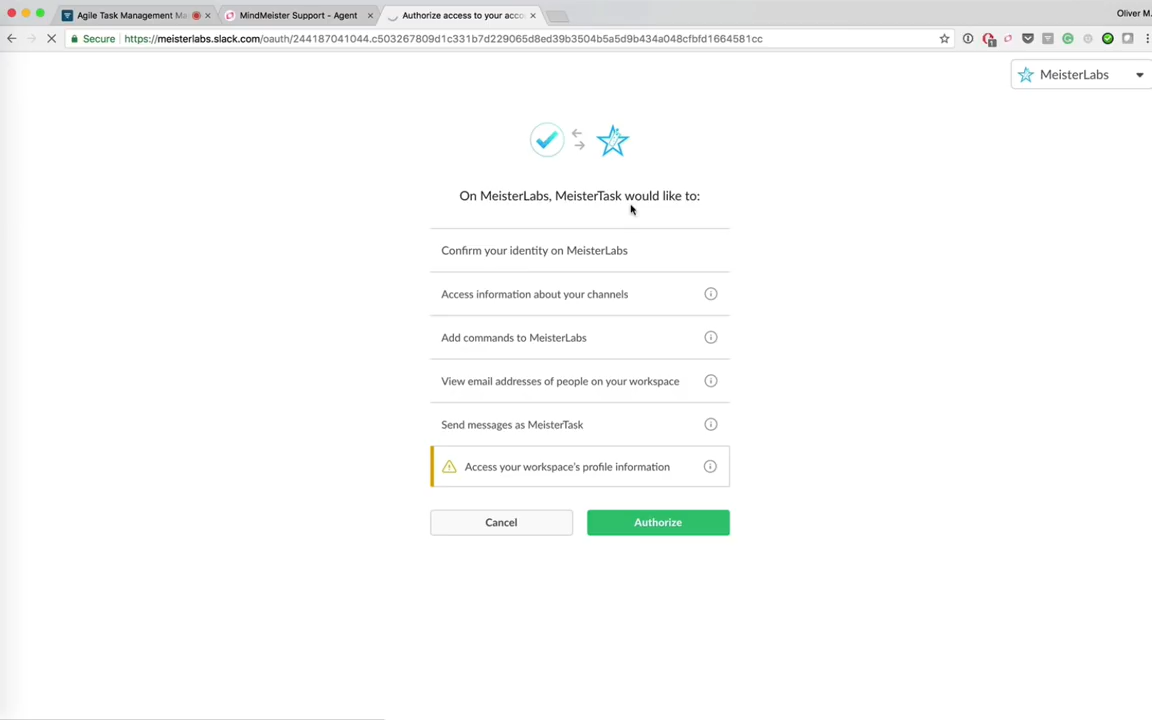 Agile Task Management Ma
MindMeister Support - Agent
Authorize access to your acco
Oliver M.
Secure
https://meisterlabs.slack.com/oauth/244187041044.c503267809d1c331b7d229065d8ed39b3504b5a5d9b434a048cfbfd1664581cc
MeisterLabs
On MeisterLabs, MeisterTask would like to:
Confirm your identity on MeisterLabs
Access information about your channels
Add commands to MeisterLabs
View email addresses of people on your workspace
Send messages as MeisterTask
Access your workspace's profile information
Cancel
Authorize